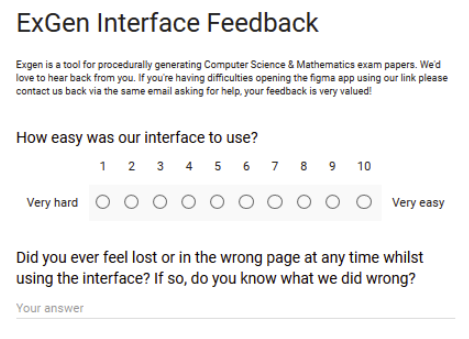 ExGen Interface Feedback
Exgen is a tool for procedurally generating Computer Science & Mathematics exam papers. We'd
love to hear back from you. If you're having difficulties opening the figma app using our link please
contact us back via the same email asking for help, your feedback is very valued!
How easy was our interface to use?
1 2 3 4 5 6 7 8 9 10
Very hard Very easy
Did you ever feel lost or in the wrong page at any time whilst
using the interface? If so, do you know what we did wrong?
Your answer